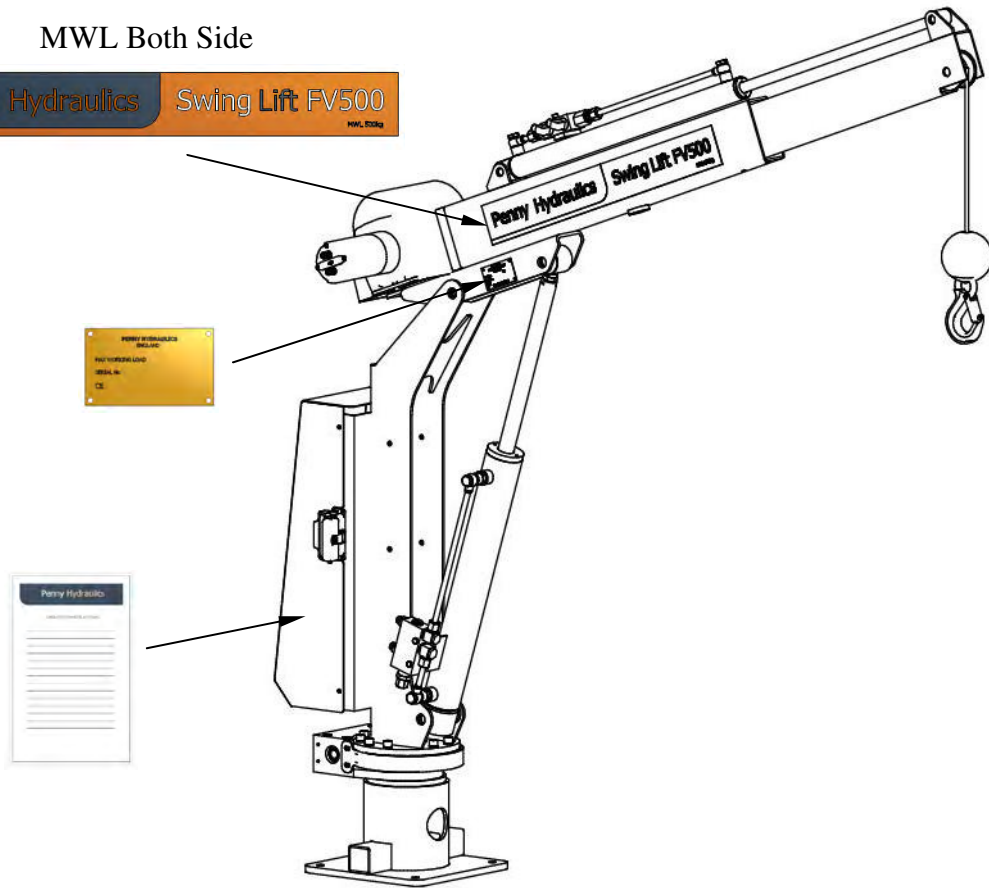 MWL Both Side
Hydraulics Swing Lift FV500
MWL 500kg
Penny Hydraulics Swing Lift FV500
PENNY HYDRAULICS
ENGLAND
MAX WORKING LOAD
SERIAL No
CE
Penny Hydraulics